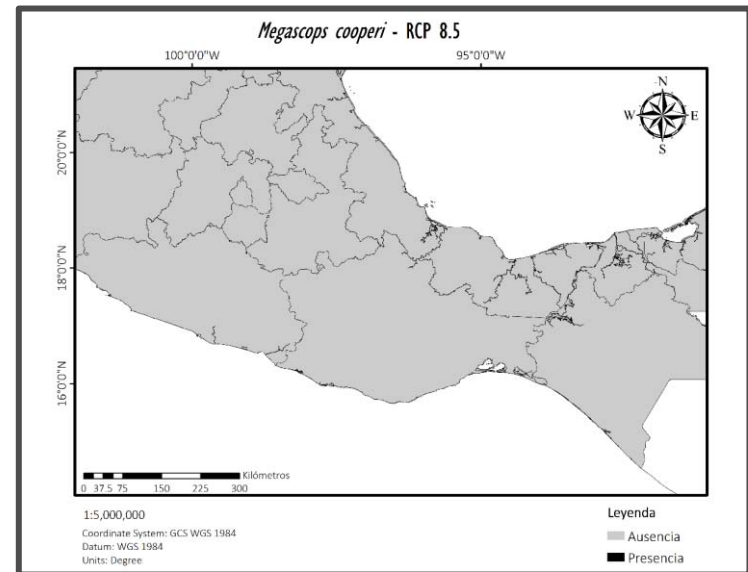 Megascops cooperi - RCP 8.5
100°0'0"W 95°0'0"W
N
W E
S
20°0'0"N
18°0'0"N
16°0'0"N
Kilómetros
0 37.5 75 150 225 300
1:5,000,000
Coordinate System: GCS WGS 1984
Datum: WGS 1984
Units: Degree
Leyenda
Ausencia
Presencia